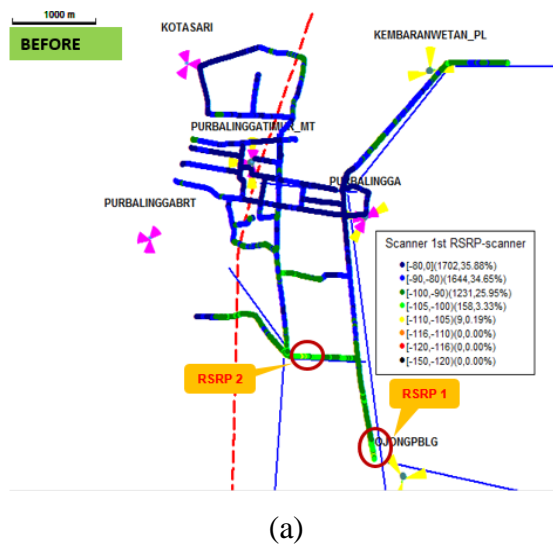 1000 m
BEFORE
KOTASARI
KEMBARANWETAN_PL
PURBALINGGATIMUR_MT
PURBALINGGA
PURBALINGGABRT
Scanner 1st RSRP-scanner
[-80,0](1702,35.88%)
[-90,-80)(1644,34.65%)
[-100,-90)(1231,25.95%)
[-105,-100)(158,3.33%)
[-110,-105)(9,0.19%)
[-116,-110)(0,0.00%)
[-120,-116)(0,0.00%)
[-150,-120)(0,0.00%)
RSRP 2
RSRP 1
OJONGPBLG
(a)